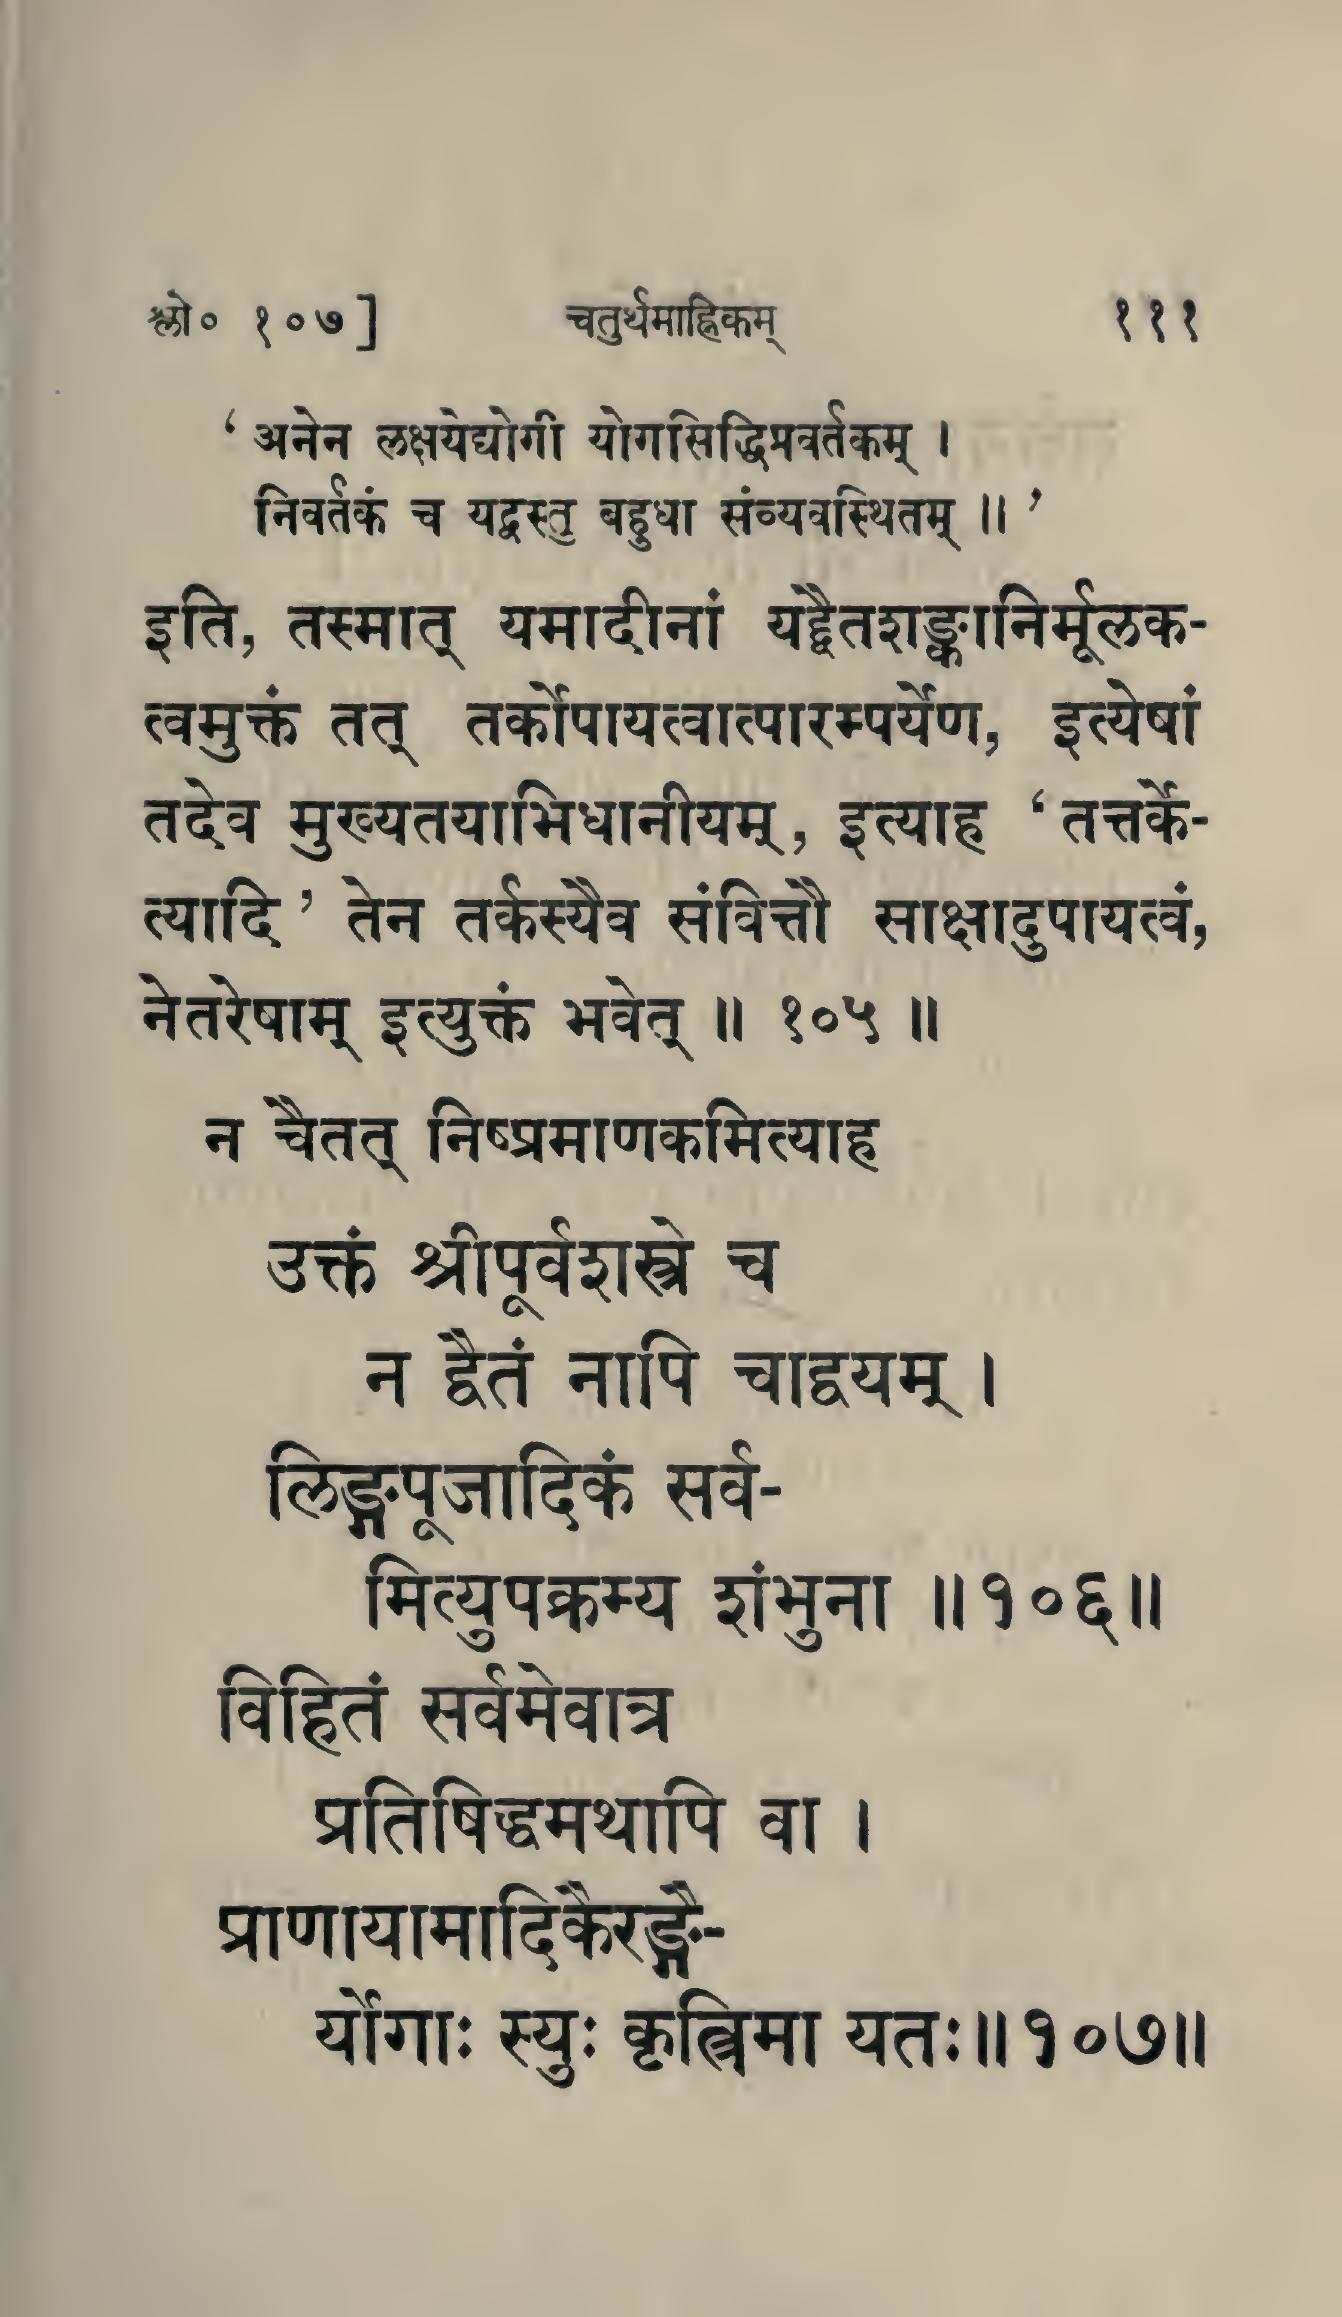 श्लो० १०७]	चतुर्थमाह्निकम्	१११
‘ अनेन लक्षयेद्योगी योगसिद्धिप्रवर्तकम् ।
निवर्तकं च यद्वस्तु बहुधा संव्यवस्थितम् ॥ ’
इति, तस्मात् यमादीनां यद्द्वैतशङ्कानिर्मूलक-
त्वमुक्तं तत् तर्कोपायत्वात्पारम्पर्येण, इत्येषां
तदेव मुख्यतयाभिधानीयम्, इत्याह ‘ तत्तर्के-
त्यादि ’ तेन तर्कस्यैव संवित्तौ साक्षादुपायत्वं,
नेतरेषाम् इत्युक्तं भवेत् ॥ १०५ ॥
न चैतत् निष्प्रमाणकमित्याह
उक्तं श्रीपूर्वशास्त्रे च
न द्वैतं नापि चाद्वयम् ।
लिङ्गपूजादिकं सर्व-
मित्युपक्रम्य शंभुना ॥१०६॥
विहितं सर्वमेवात्र
प्रतिषिद्धमथापि वा ।
प्राणायामादिकैरङ्गै-
र्योगाः स्युः कृत्रिमा यतः॥१०७॥